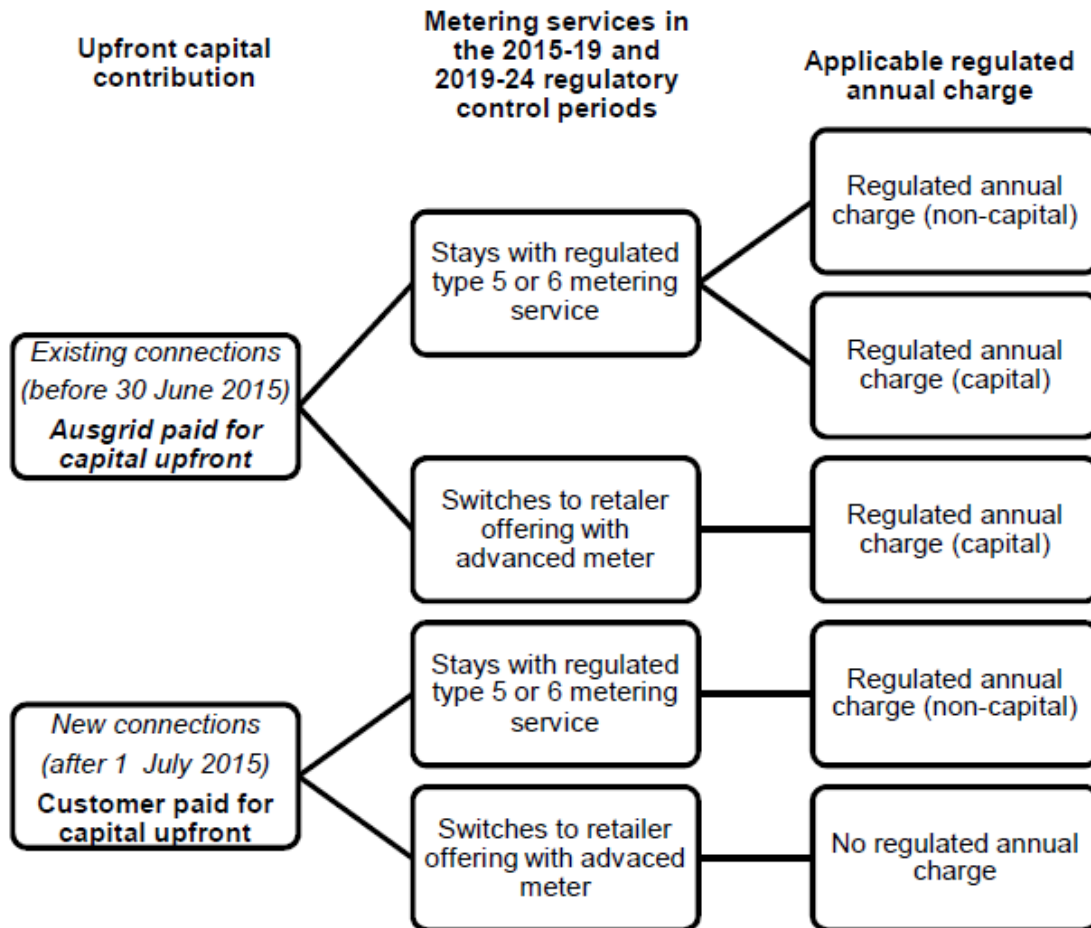 Upfront capital
contribution
Metering services in
the 2015-19 and
2019-24 regulatory
control periods
Applicable regulated
annual charge
Existing connections
(before 30 June 2015)
Ausgrid paid for
capital upfront
Stays with regulated
type 5 or 6 metering
service
Regulated annual
charge (non-capital)
Regulated annual
charge (capital)
Switches to retaler
offering with
advanced meter
Regulated annual
charge (capital)
New connections
(after 1 July 2015)
Customer paid for
capital upfront
Stays with regulated
type 5 or 6 metering
service
Regulated annual
charge (non-capital)
Switches to retailer
offering with advaced
meter
No regulated annual
charge